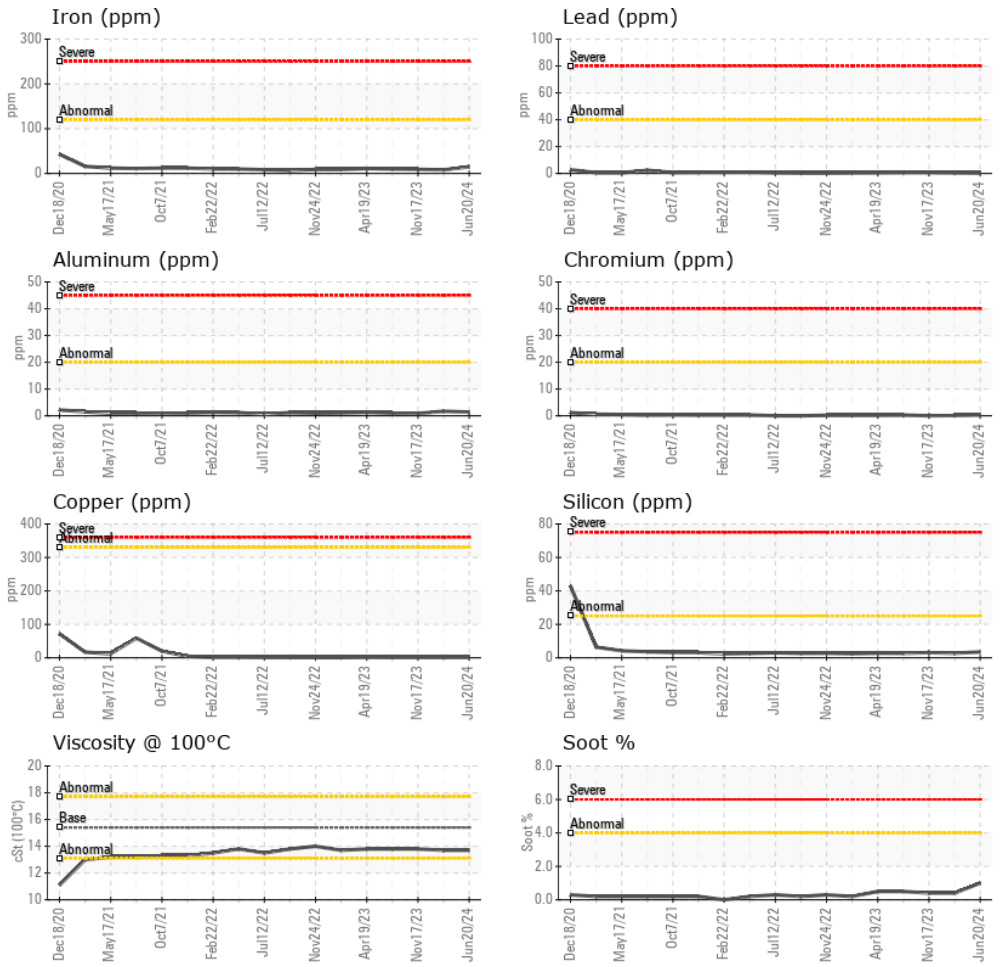 Iron (ppm)
300
200
100
0
ppm
Severe
Abnormal
Dec18/20
May17/21
Oct7/21
Feb22/22
Jul12/22
Nov24/22
Apr19/23
Nov17/23
Jun20/24
Lead (ppm)
100
80
60
40
20
0
ppm
Severe
Abnormal
Dec18/20
May17/21
Oct7/21
Feb22/22
Jul12/22
Nov24/22
Apr19/23
Nov17/23
Jun20/24
Aluminum (ppm)
50
40
30
20
10
0
ppm
Severe
Abnormal
Dec18/20
May17/21
Oct7/21
Feb22/22
Jul12/22
Nov24/22
Apr19/23
Nov17/23
Jun20/24
Chromium (ppm)
50
40
30
20
10
0
ppm
Severe
Abnormal
Dec18/20
May17/21
Oct7/21
Feb22/22
Jul12/22
Nov24/22
Apr19/23
Nov17/23
Jun20/24
Copper (ppm)
400
300
200
100
0
ppm
Severe
Abnormal
Dec18/20
May17/21
Oct7/21
Feb22/22
Jul12/22
Nov24/22
Apr19/23
Nov17/23
Jun20/24
Silicon (ppm)
80
60
40
20
0
ppm
Severe
Abnormal
Dec18/20
May17/21
Oct7/21
Feb22/22
Jul12/22
Nov24/22
Apr19/23
Nov17/23
Jun20/24
Viscosity @ 100°C
20
18
16
14
12
10
cSt (100°C)
Abnormal
Base
Abnormal
Dec18/20
May17/21
Oct7/21
Feb22/22
Jul12/22
Nov24/22
Apr19/23
Nov17/23
Jun20/24
Soot %
8.0
6.0
4.0
2.0
0.0
Soot %
Severe
Abnormal
Dec18/20
May17/21
Oct7/21
Feb22/22
Jul12/22
Nov24/22
Apr19/23
Nov17/23
Jun20/24